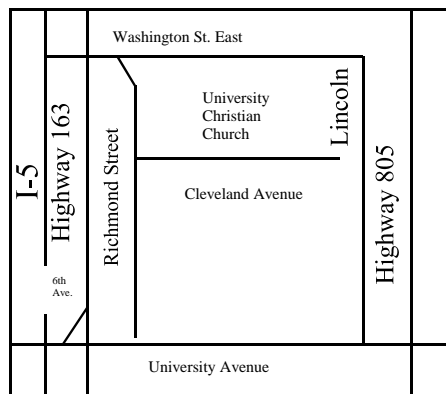 Washington St. East
University
Christian
Church
Lincoln
I-5
Highway 163
Richmond Street
Highway 805
Cleveland Avenue
6th
Ave.
University Avenue